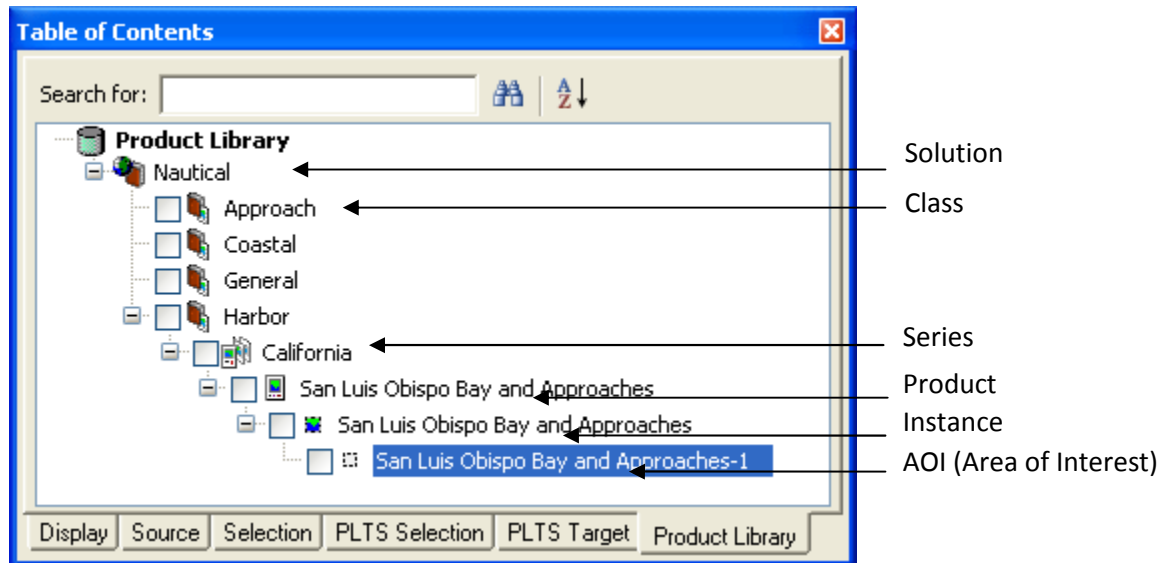 Table of Contents
Search for:
Product Library
Nautical
Solution
Approach
Class
Coastal
General
Harbor
California
Series
San Luis Obispo Bay and Approaches
Product
San Luis Obispo Bay and Approaches
Instance
San Luis Obispo Bay and Approaches-1
AOI (Area of Interest)
Display Source Selection PLTS Selection PLTS Target Product Library